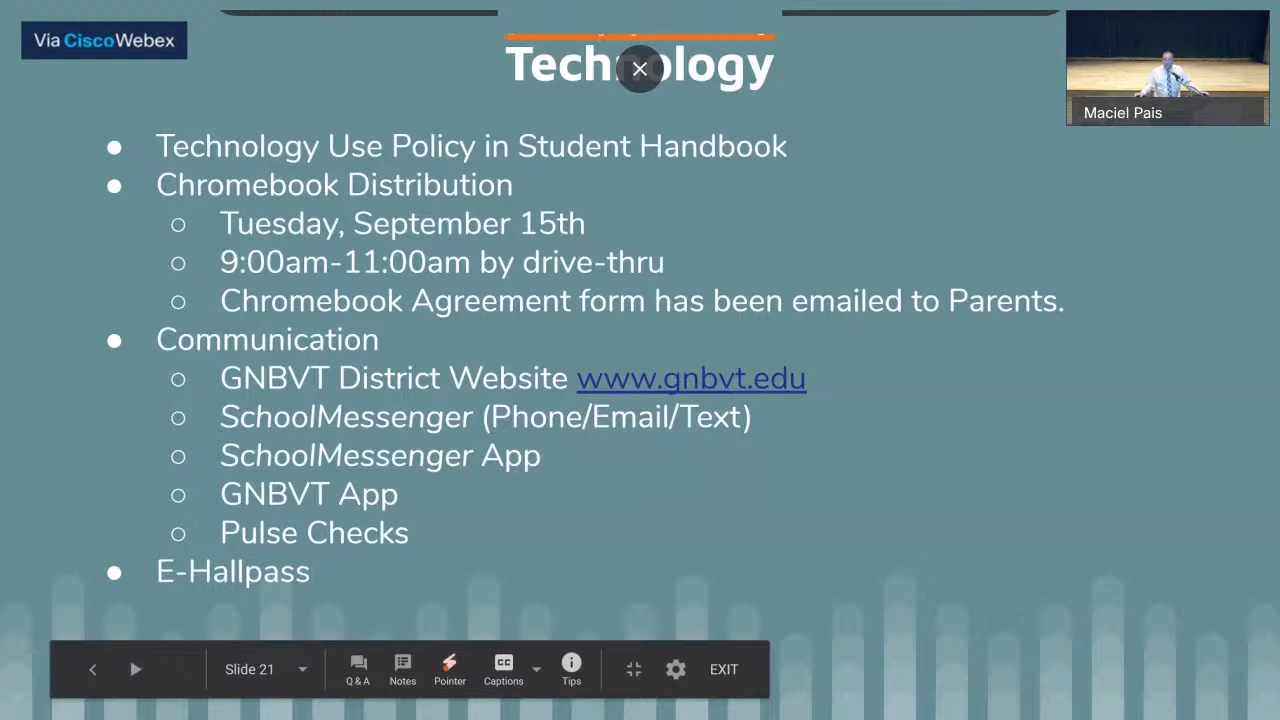 Via CiscoWebex
Technology
Maciel Pais
Technology Use Policy in Student Handbook
Chromebook Distribution
Tuesday, September 15th
9:00am-11:00am by drive-thru
Chromebook Agreement form has been emailed to Parents.
Communication
GNBVT District Website www.gnbvt.edu
SchoolMessenger (Phone/Email/Text)
SchoolMessenger App
GNBVT App
Pulse Checks
E-Hallpass
Slide 21
Q & A
Notes
Pointer
CC
Captions
Tips
EXIT